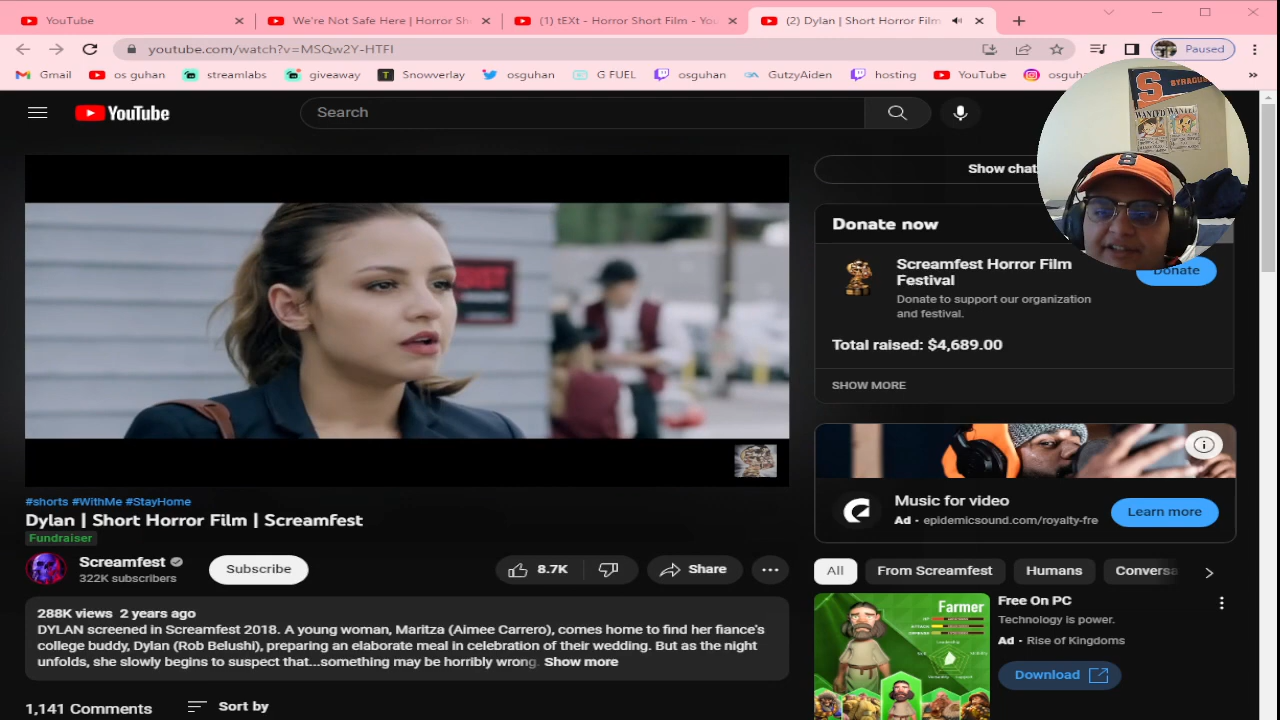 YouTube
We're Not Safe Here | Horror Sh
(1) tEXt - Horror Short Film - You
(2) Dylan | Short Horror Film
youtube.com/watch?v=MSQw2Y-HTFI
Paused
Gmail
os guhan
streamlabs
giveaway
Snowverlay
osguhan
G FUEL
osguhan
GutzyAiden
hosting
YouTube
osguha
YouTube
Search
SYRACUS
WANTED WANTED
Show chat
Donate now
Screamfest Horror Film
Festival
Donate
Donate to support our organization
and festival.
Total raised: $4,689.00
SHOW MORE
Music for video
Ad · epidemicsound.com/royalty-fre
Learn more
#shorts #WithMe #StayHome
Dylan | Short Horror Film | Screamfest
Fundraiser
Screamfest
322K subscribers
Subscribe
8.7K
Share
All
From Screamfest
Humans
Conversa
288K views 2 years ago
DYLAN screened in Screamfest 2018. A young woman, Maritza (Aimee Carrero), comes home to find her fiance's
college buddy, Dylan (Rob Belushi), preparing an elaborate meal in celebration of their wedding. But as the night
unfolds, she slowly begins to suspect that...something may be horribly wrong. Show more
1,141 Comments
Sort by
Farmer
Free On PC
Technology is power.
Ad · Rise of Kingdoms
Download